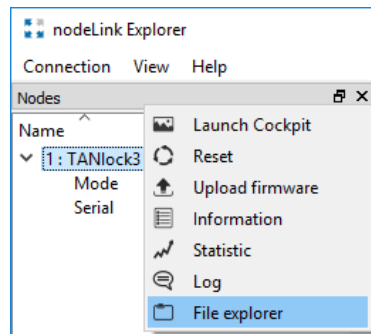 nodeLink Explorer
Connection View Help
Nodes
Name
1 : TANlock3
Mode
Serial
Launch Cockpit
Reset
Upload firmware
Information
Statistic
Log
File explorer